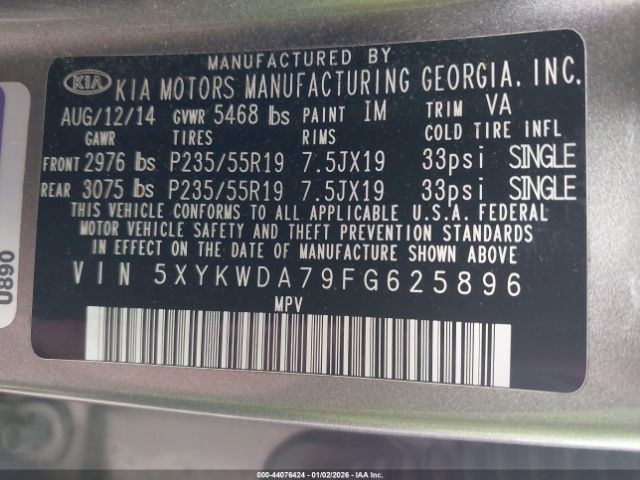 MANUFACTURED BY
KIA KIA MOTORS MANUFACTURING GEORGIA, INC.
AUG/12/14 GVWR 5468 lbs PAINT IM TRIM VA
GAWR TIRES RIMS COLD TIRE INFL
FRONT 2976 lbs P235/55R19 7.5JX19 33psi SINGLE
REAR 3075 lbs P235/55R19 7.5JX19 33psi SINGLE
THIS VEHICLE CONFORMS TO ALL APPLICABLE U.S.A. FEDERAL
MOTOR VEHICLE SAFETY AND THEFT PREVENTION STANDARDS
IN EFFECT ON THE DATE OF MANUFACTURE SHOWN ABOVE
VIN 5XYKWDA79FG625896
MPV
0890
000-44076424 - 01/02/2026 - IAAI